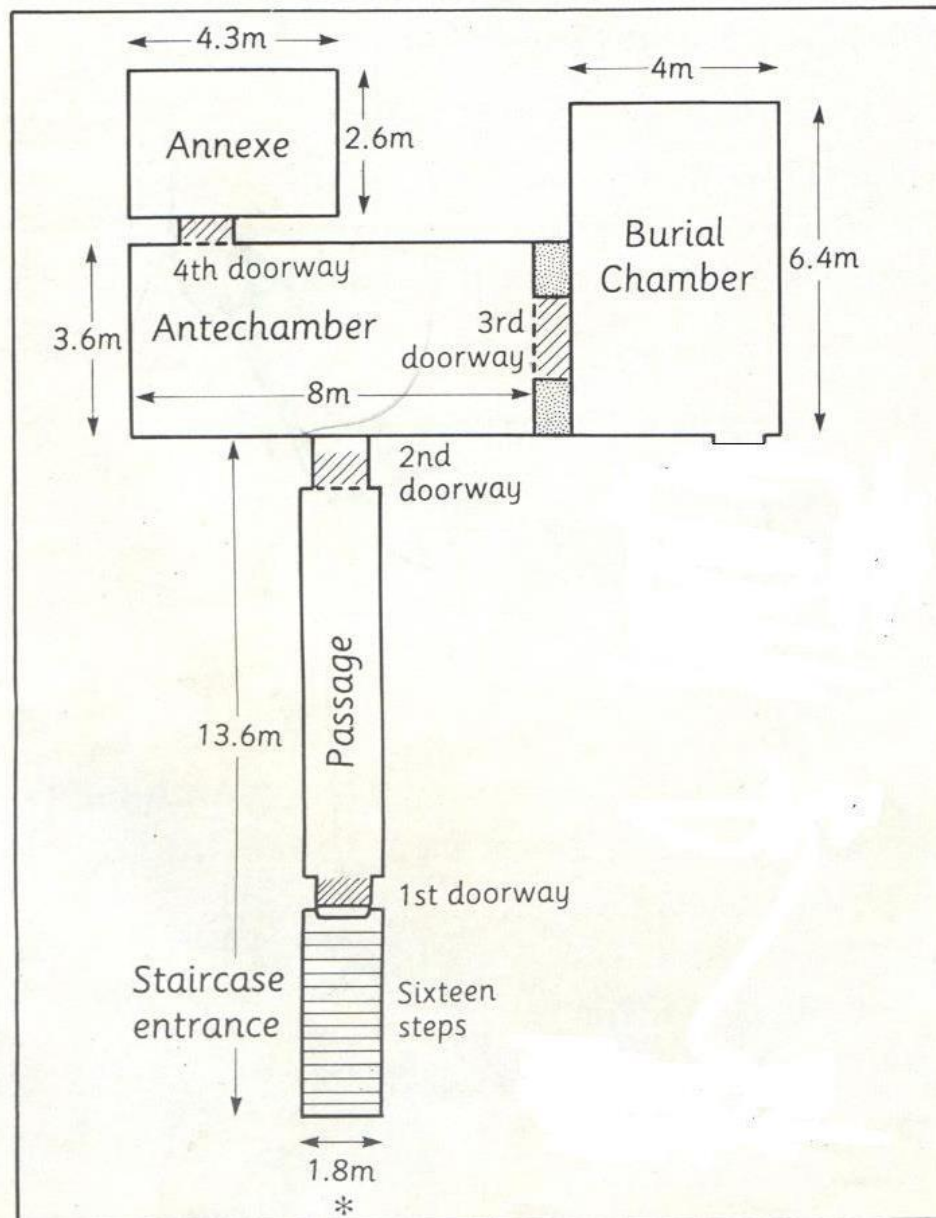 4.3m
4m
Annexe
2.6m
Burial
Chamber
6.4m
4th doorway
3.6m
Antechamber
3rd
doorway
8m
2nd
doorway
Passage
13.6m
1st doorway
Staircase
entrance
Sixteen
steps
1.8m
*